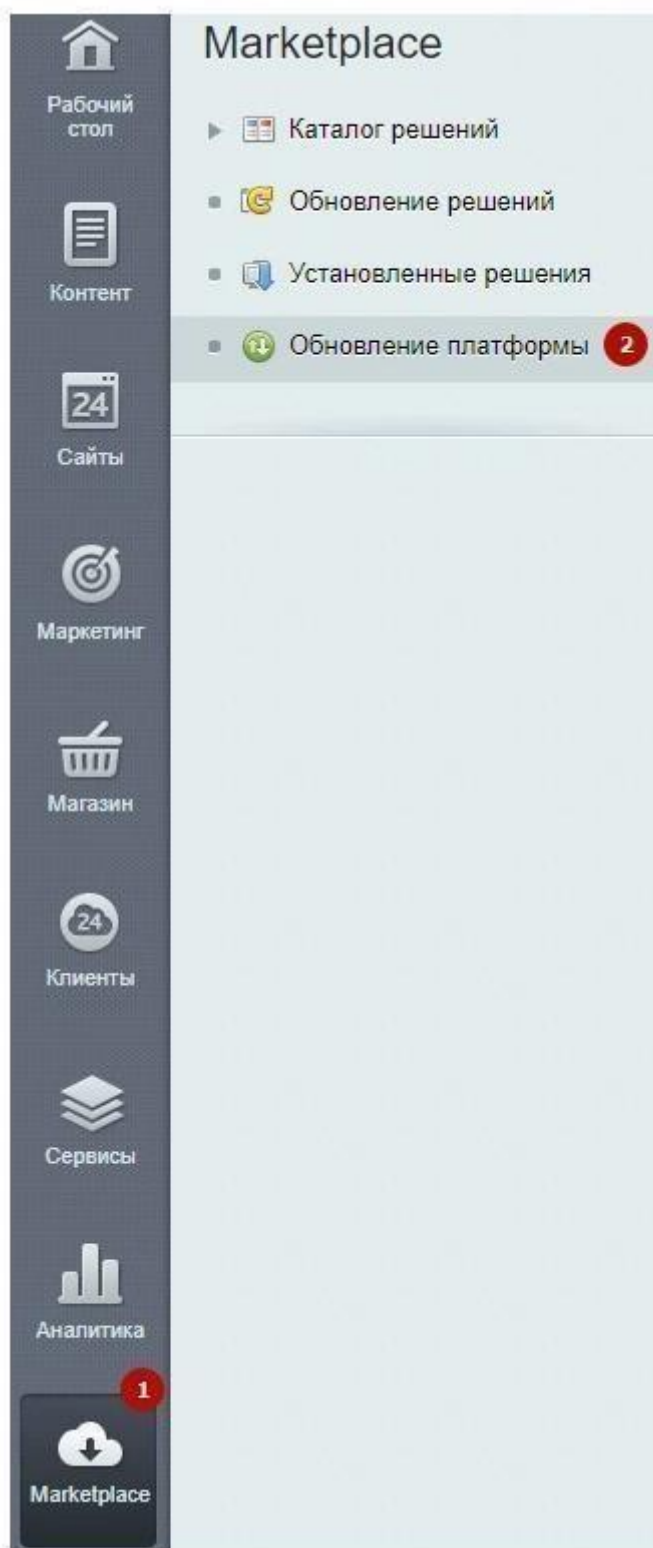 Рабочий
стол
Контент
24
Сайты
Маркетинг
Магазин
24
Клиенты
Сервисы
Аналитика
1
Marketplace
Marketplace
Каталог решений
Обновление решений
Установленные решения
Обновление платформы 2